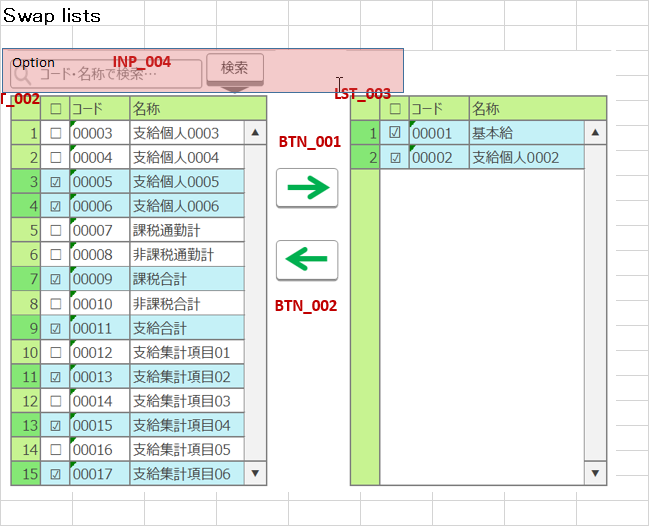 Swap lists
Option
INP_004
コード・名称で検索…
検索
T_002
LST_003
☐ コード 名称
1 ☐ 00003 支給個人0003 ▲
2 ☐ 00004 支給個人0004
3 ☑ 00005 支給個人0005
4 ☑ 00006 支給個人0006
5 ☐ 00007 課税通勤計
6 ☐ 00008 非課税通勤計
7 ☑ 00009 課税合計
8 ☐ 00010 非課税合計
9 ☑ 00011 支給合計
10 ☐ 00012 支給集計項目01
11 ☑ 00013 支給集計項目02
12 ☐ 00014 支給集計項目03
13 ☑ 00015 支給集計項目04
14 ☐ 00016 支給集計項目05
15 ☑ 00017 支給集計項目06 ▼
BTN_001
BTN_002
☐ コード 名称
1 ☑ 00001 基本給 ▲
2 ☑ 00002 支給個人0002
▼